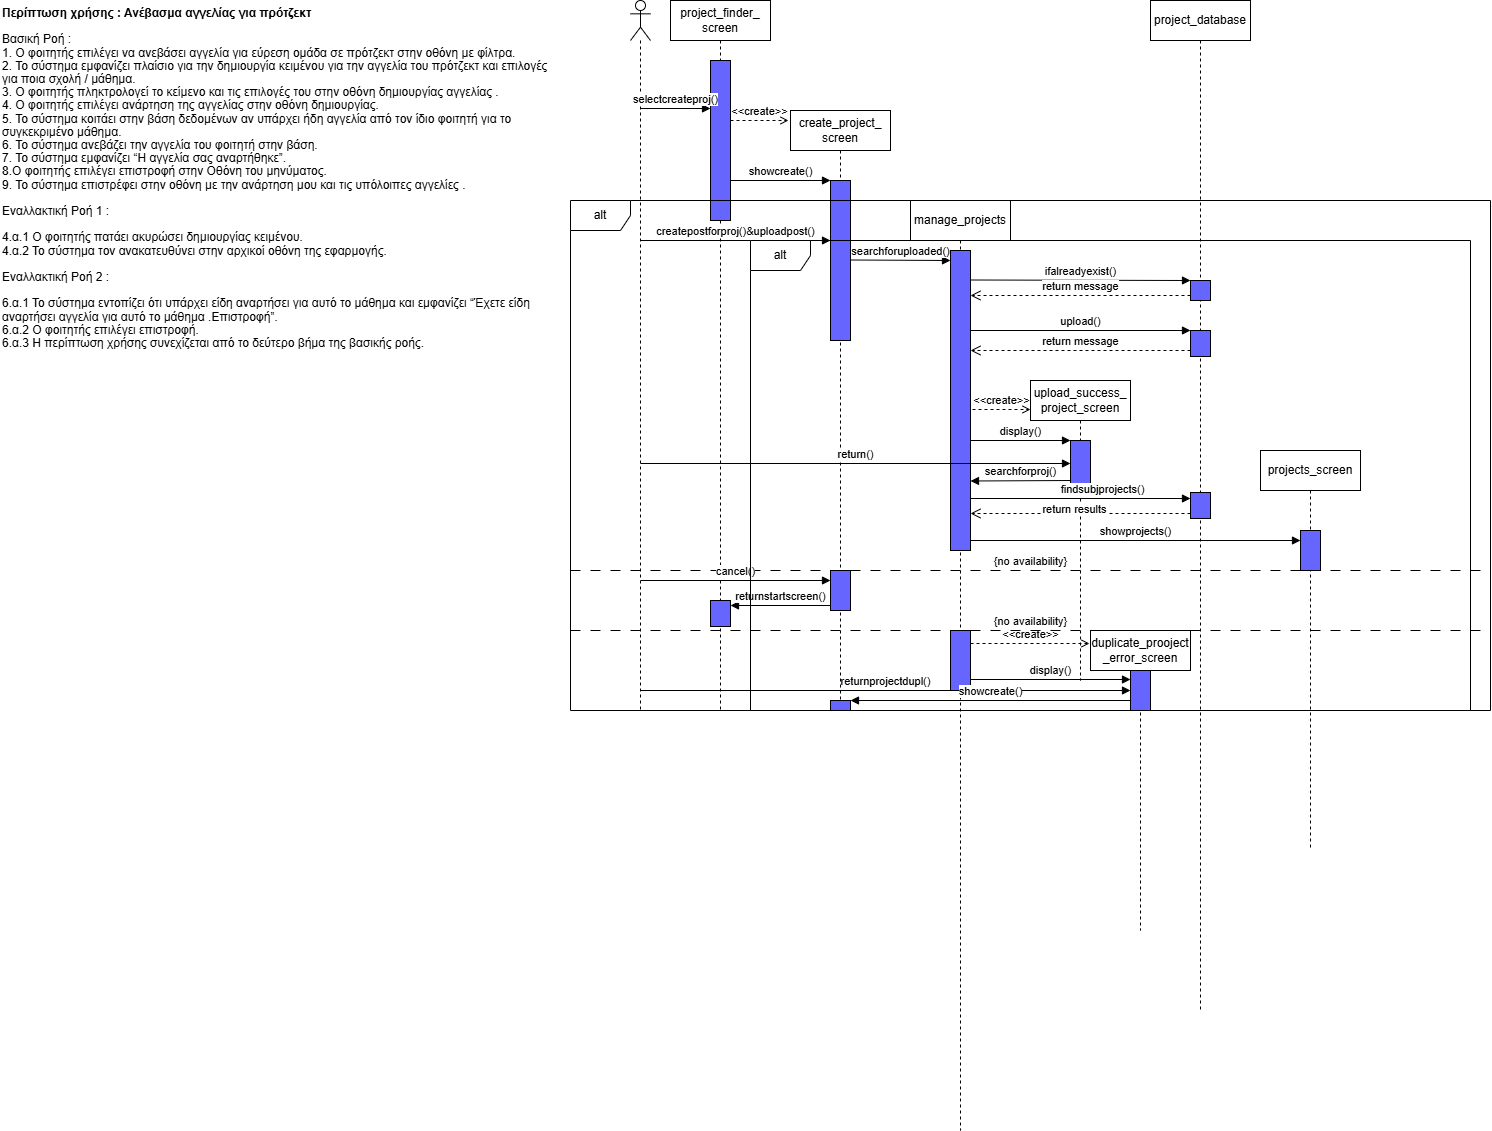 Περίπτωση χρήσης : Ανέβασμα αγγελίας για πρότζεκτ
Βασική Ροή :
1. Ο φοιτητής επιλέγει να ανεβάσει αγγελία για εύρεση ομάδα σε πρότζεκτ στην οθόνη με φίλτρα.
2. Το σύστημα εμφανίζει πλαίσιο για την δημιουργία κειμένου για την αγγελία του πρότζεκτ και επιλογές
για ποια σχολή / μάθημα.
3. Ο φοιτητής πληκτρολογεί το κείμενο και τις επιλογές του στην οθόνη δημιουργίας αγγελίας .
4. Ο φοιτητής επιλέγει ανάρτηση της αγγελίας στην οθόνη δημιουργίας.
5. Το σύστημα κοιτάει στην βάση δεδομένων αν υπάρχει ήδη αγγελία από τον ίδιο φοιτητή για το
συγκεκριμένο μάθημα.
6. Το σύστημα ανεβάζει την αγγελία του φοιτητή στην βάση.
7. Το σύστημα εμφανίζει “Η αγγελία σας αναρτήθηκε”.
8.Ο φοιτητής επιλέγει επιστροφή στην Οθόνη του μηνύματος.
9. Το σύστημα επιστρέφει στην οθόνη με την ανάρτηση μου και τις υπόλοιπες αγγελίες .
Εναλλακτική Ροή 1 :
4.α.1 Ο φοιτητής πατάει ακυρώσει δημιουργίας κειμένου.
4.α.2 Το σύστημα τον ανακατευθύνει στην αρχικοί οθόνη της εφαρμογής.
Εναλλακτική Ροή 2 :
6.α.1 Το σύστημα εντοπίζει ότι υπάρχει είδη αναρτήσει για αυτό το μάθημα και εμφανίζει “Έχετε είδη
αναρτήσει αγγελία για αυτό το μάθημα .Επιστροφή”.
6.α.2 Ο φοιτητής επιλέγει επιστροφή.
6.α.3 Η περίπτωση χρήσης συνεχίζεται από το δεύτερο βήμα της βασικής ροής.
project_finder_
screen
project_database
selectcreateproj()
<<create>>
create_project_
screen
showcreate()
alt
manage_projects
createpostforproj()&uploadpost()
alt
searchforuploaded()
ifalreadyexist()
return message
upload()
return message
<<create>>
upload_success_
project_screen
display()
return()
searchforproj()
projects_screen
findsubjprojects()
return results
showprojects()
{no availability}
cancel()
returnstartscreen()
{no availability}
<<create>>
duplicate_prooject
_error_screen
display()
returnprojectdupl()
showcreate()